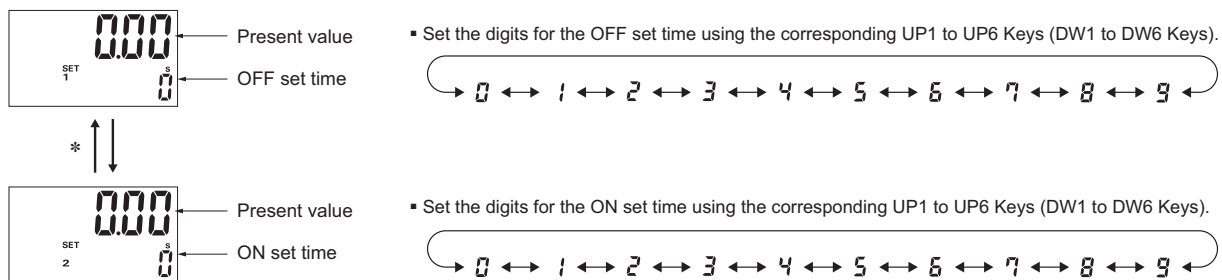 0.00
Present value
SET
1
s
0
OFF set time
▪ Set the digits for the OFF set time using the corresponding UP1 to UP6 Keys (DW1 to DW6 Keys).
0 ↔ 1 ↔ 2 ↔ 3 ↔ 4 ↔ 5 ↔ 6 ↔ 7 ↔ 8 ↔ 9
*
0.00
Present value
SET
2
s
0
ON set time
▪ Set the digits for the ON set time using the corresponding UP1 to UP6 Keys (DW1 to DW6 Keys).
0 ↔ 1 ↔ 2 ↔ 3 ↔ 4 ↔ 5 ↔ 6 ↔ 7 ↔ 8 ↔ 9